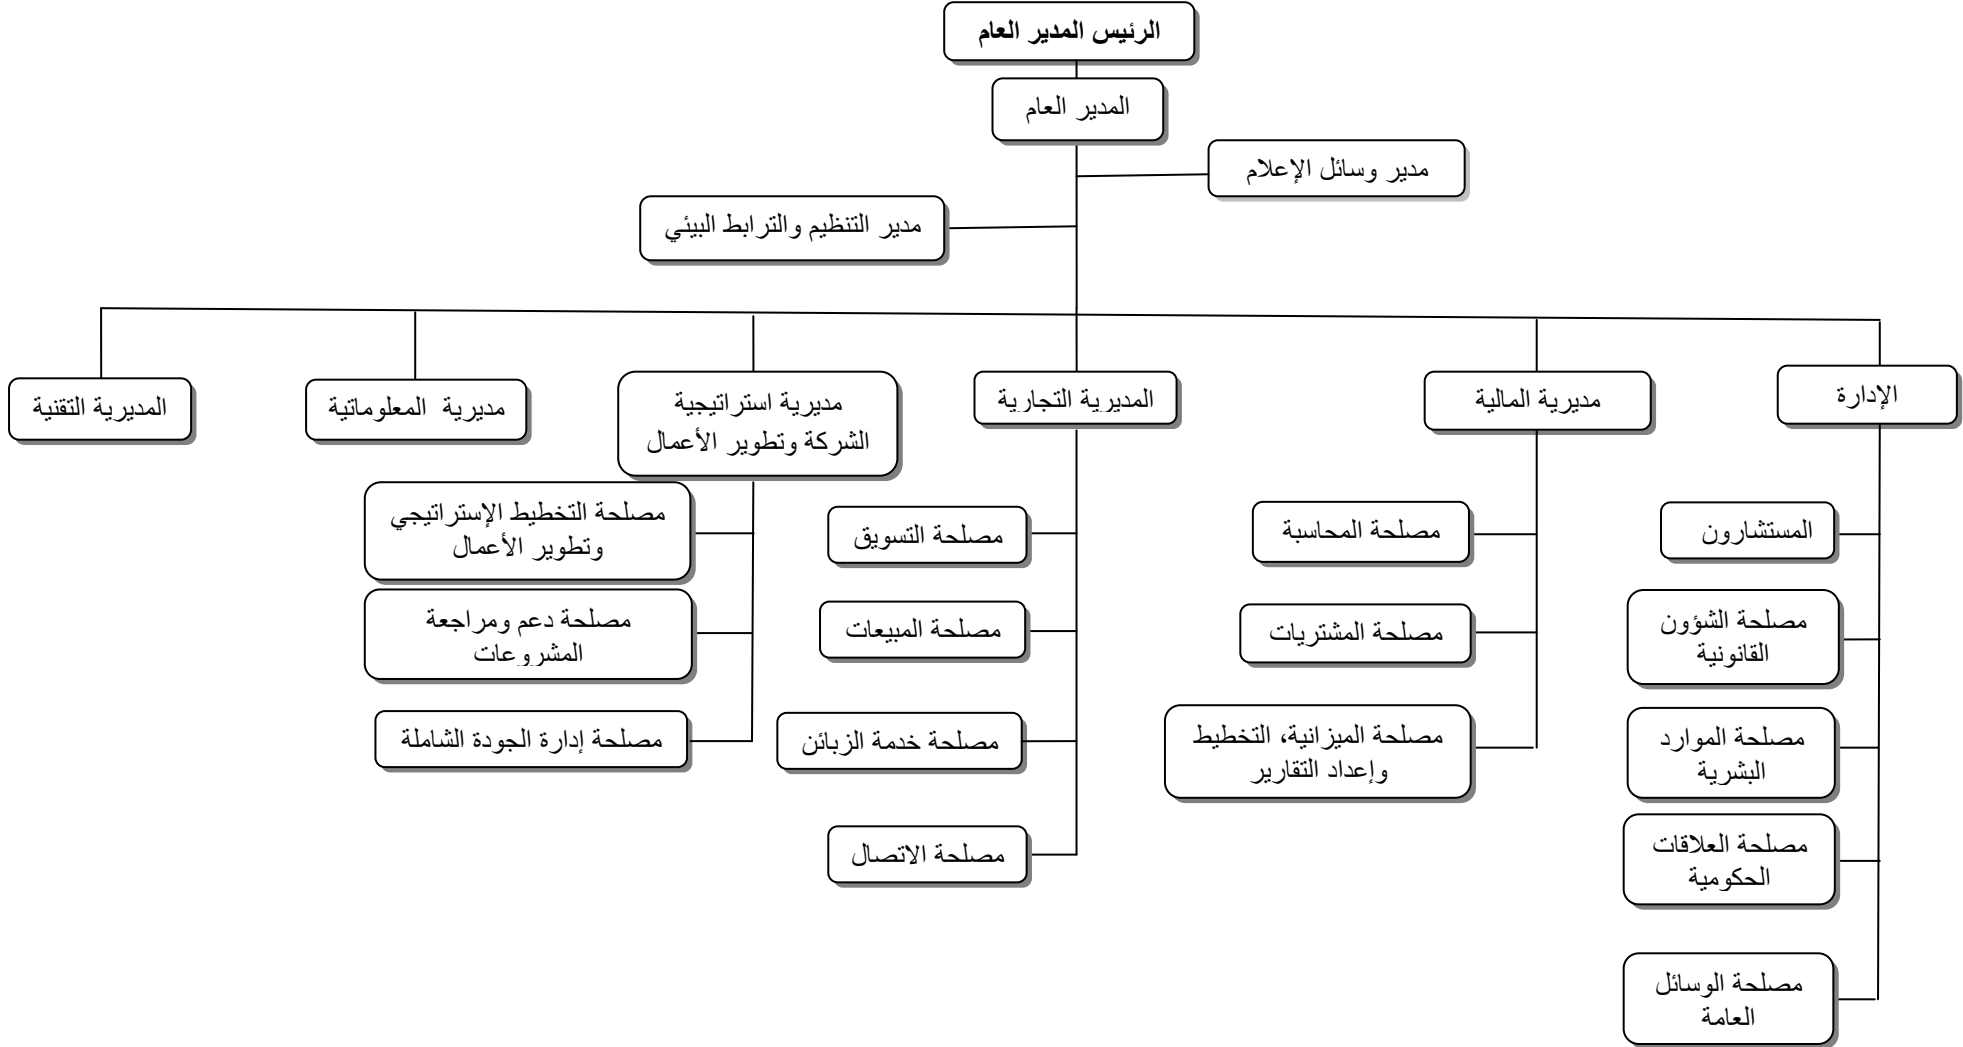 الرئيس المدير العام
المدير العام
مدير وسائل الإعلام
مدير التنظيم والترابط البيئي
الإدارة
مديرية المالية
المديرية التجارية
مديرية استراتيجية
الشركة وتطوير الأعمال
مديرية المعلوماتية
المديرية التقنية
المستشارون
مصلحة الشؤون
القانونية
مصلحة الموارد
البشرية
مصلحة العلاقات
الحكومية
مصلحة الوسائل
العامة
مصلحة المحاسبة
مصلحة المشتريات
مصلحة الميزانية، التخطيط
وإعداد التقارير
مصلحة التسويق
مصلحة المبيعات
مصلحة خدمة الزبائن
مصلحة الاتصال
مصلحة التخطيط الإستراتيجي
وتطوير الأعمال
مصلحة دعم ومراجعة
المشروعات
مصلحة إدارة الجودة الشاملة